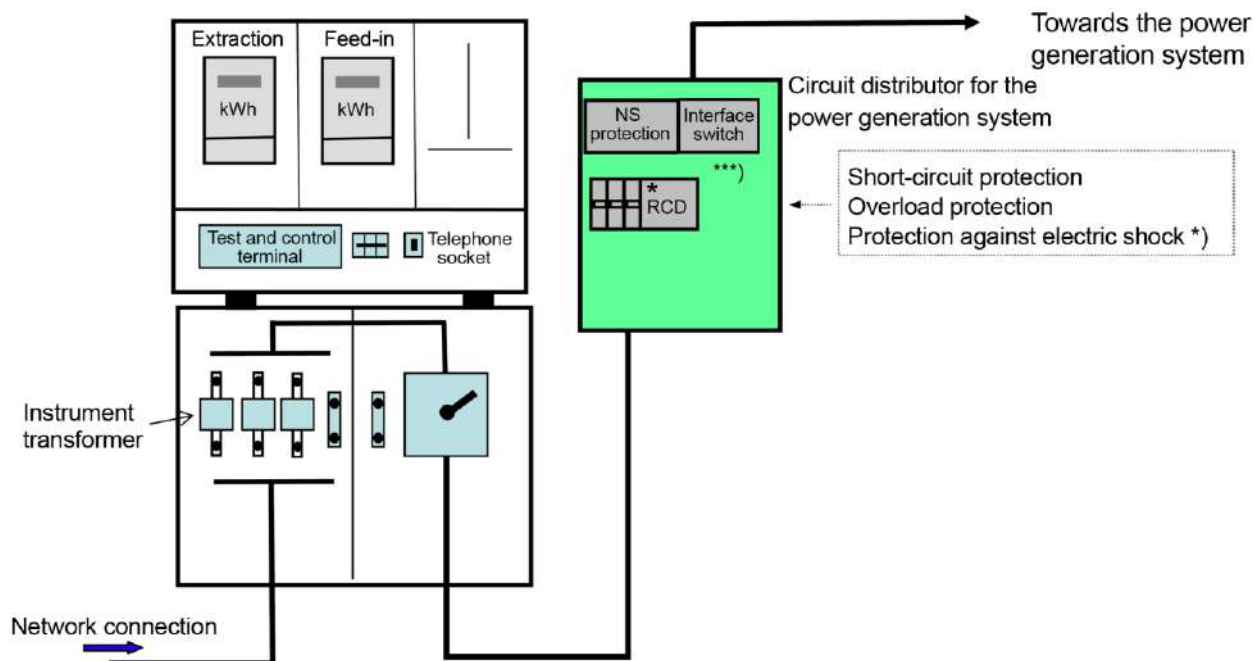 Extraction
Feed-in
kWh
kWh
Test and control
terminal
Telephone
socket
Instrument
transformer
Network connection
Towards the power
generation system
Circuit distributor for the
power generation system
NS
protection
Interface
switch
***)
*
RCD
Short-circuit protection
Overload protection
Protection against electric shock *)